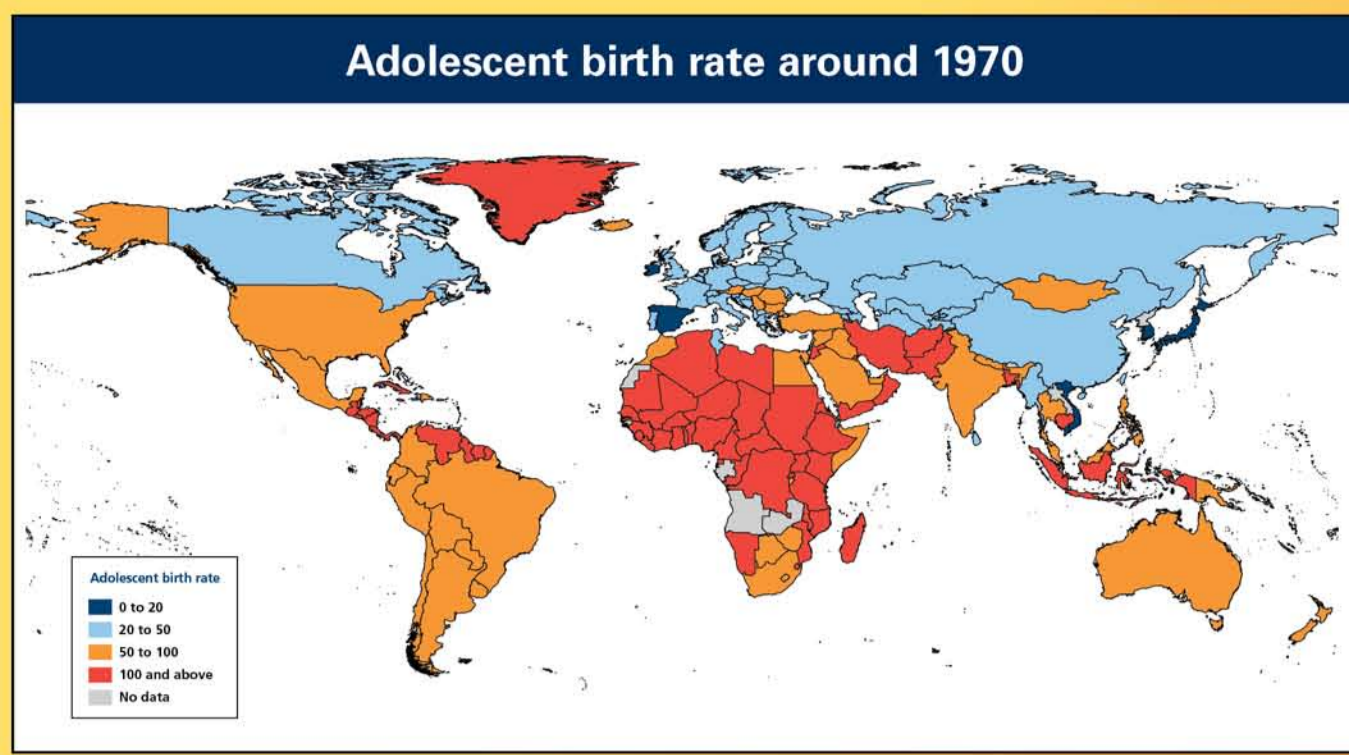 Adolescent birth rate around 1970
Adolescent birth rate
0 to 20
20 to 50
50 to 100
100 and above
No data